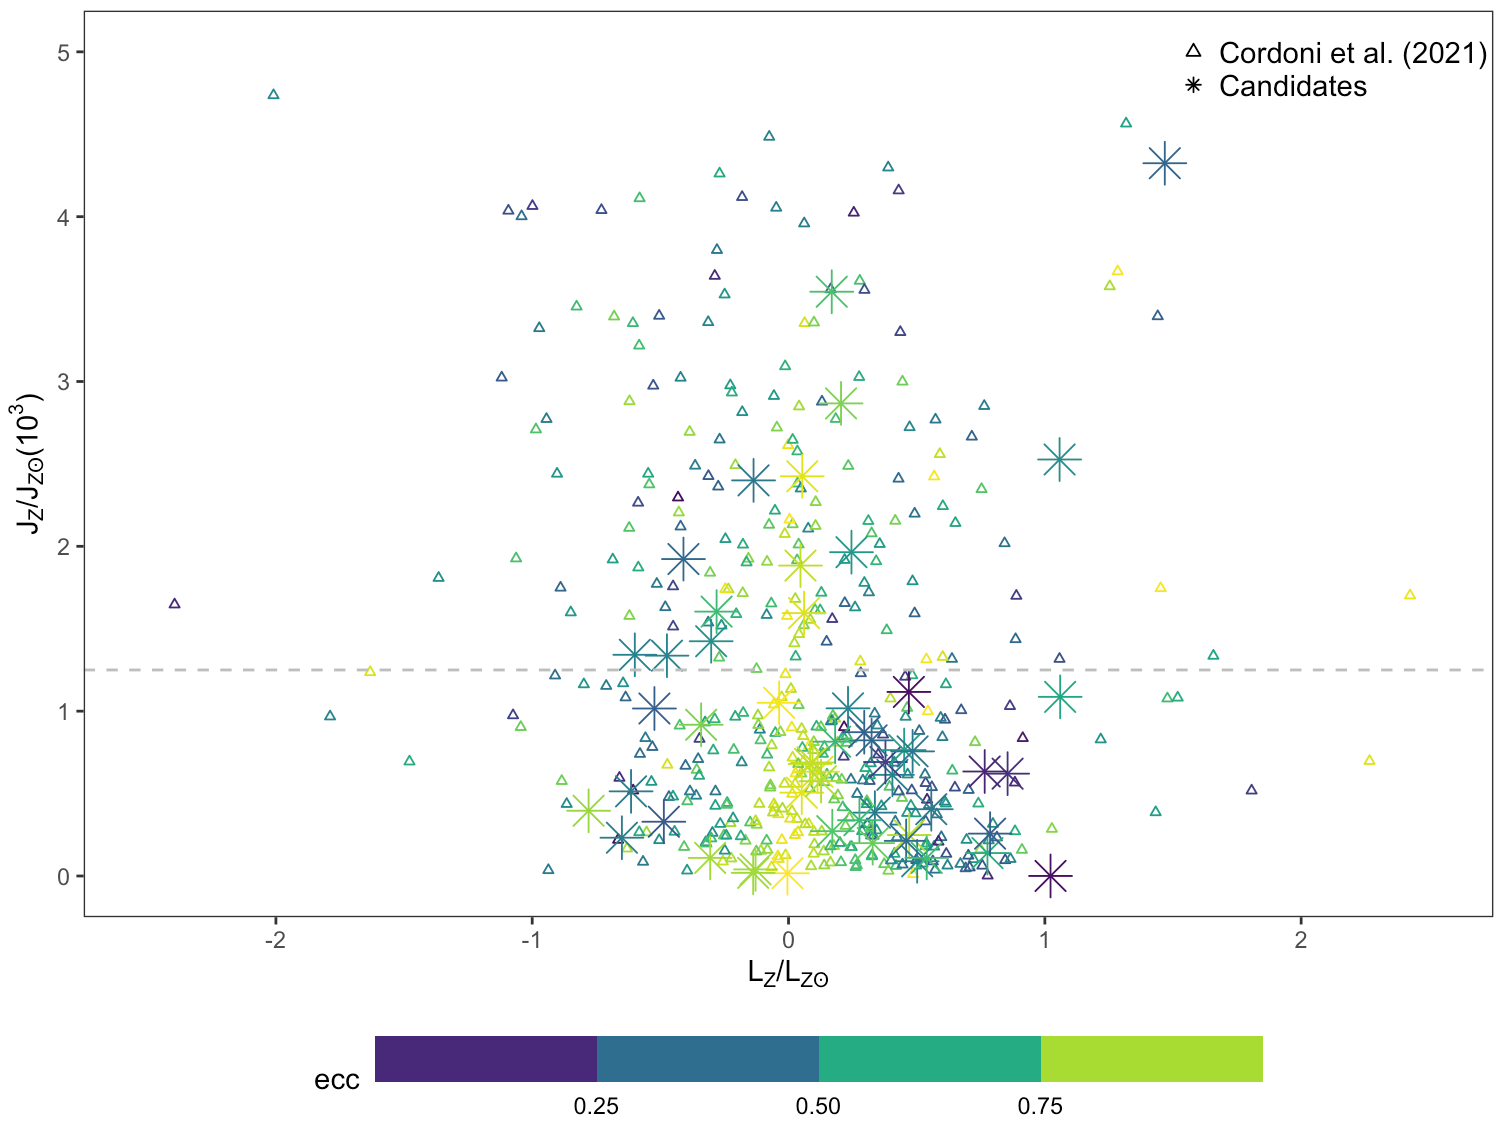 Cordoni et al. (2021)
Candidates
5
4
3
2
1
0
J_Z/J_Z⊙(10^3)
-2
-1
0
1
2
L_Z/L_Z⊙
ecc
0.25
0.50
0.75